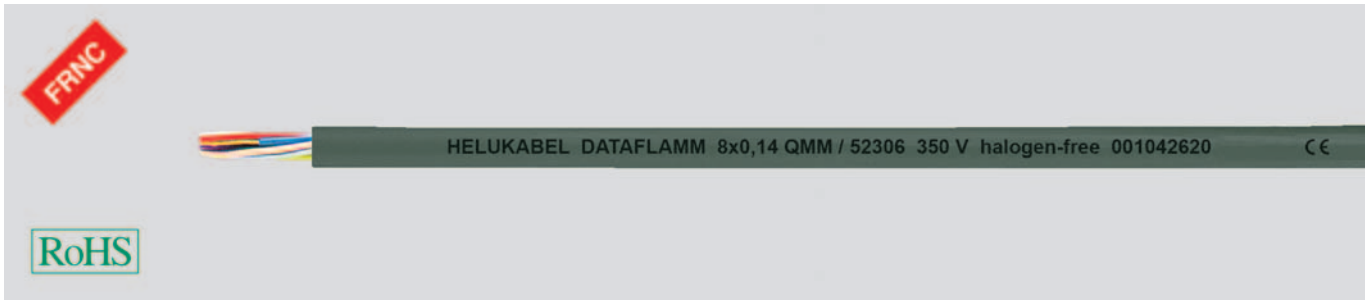 FRNC
HELUKABEL DATAFLAMM 8x0,14 QMM / 52306 350 V halogen-free 001042620 CE
RoHS